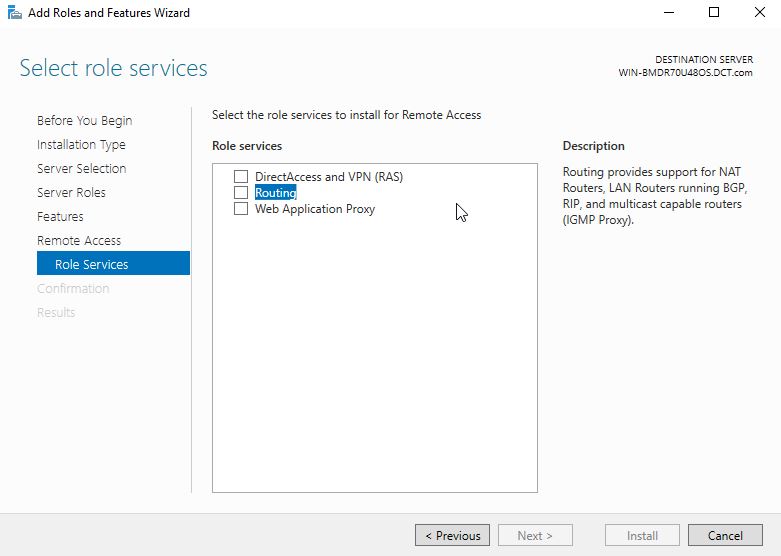 Add Roles and Features Wizard
Select role services
DESTINATION SERVER
WIN-BMDR70U48OS.DCT.com
Before You Begin
Installation Type
Server Selection
Server Roles
Features
Remote Access
Role Services
Confirmation
Results
Select the role services to install for Remote Access
Role services
DirectAccess and VPN (RAS)
Routing
Web Application Proxy
Description
Routing provides support for NAT
Routers, LAN Routers running BGP,
RIP, and multicast capable routers
(IGMP Proxy).
< Previous
Next >
Install
Cancel